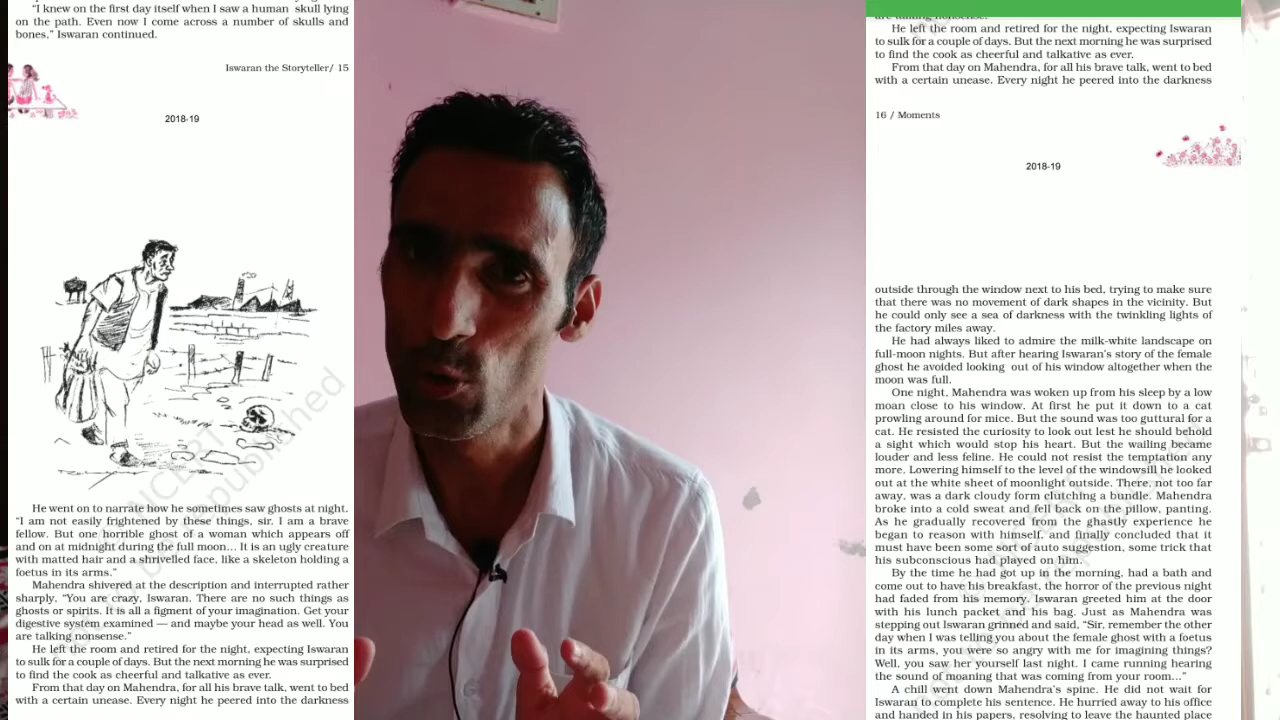 "I knew on the first day itself when I saw a human skull lying
on the path. Even now I come across a number of skulls and
bones," Iswaran continued.
Iswaran the Storyteller/ 15
2018-19
He went on to narrate how he sometimes saw ghosts at night.
"I am not easily frightened by these things, sir. I am a brave
fellow. But one horrible ghost of a woman which appears off
and on at midnight during the full moon... It is an ugly creature
with matted hair and a shrivelled face, like a skeleton holding a
foetus in its arms."
Mahendra shivered at the description and interrupted rather
sharply, "You are crazy, Iswaran. There are no such things as
ghosts or spirits. It is all a figment of your imagination. Get your
digestive system examined — and maybe your head as well. You
are talking nonsense."
He left the room and retired for the night, expecting Iswaran
to sulk for a couple of days. But the next morning he was surprised
to find the cook as cheerful and talkative as ever.
From that day on Mahendra, for all his brave talk, went to bed
with a certain unease. Every night he peered into the darkness
are talking nonsense."
He left the room and retired for the night, expecting Iswaran
to sulk for a couple of days. But the next morning he was surprised
to find the cook as cheerful and talkative as ever.
From that day on Mahendra, for all his brave talk, went to bed
with a certain unease. Every night he peered into the darkness
16 / Moments
2018-19
outside through the window next to his bed, trying to make sure
that there was no movement of dark shapes in the vicinity. But
he could only see a sea of darkness with the twinkling lights of
the factory miles away.
He had always liked to admire the milk-white landscape on
full-moon nights. But after hearing Iswaran's story of the female
ghost he avoided looking out of his window altogether when the
moon was full.
One night, Mahendra was woken up from his sleep by a low
moan close to his window. At first he put it down to a cat
prowling around for mice. But the sound was too guttural for a
cat. He resisted the curiosity to look out lest he should behold
a sight which would stop his heart. But the wailing became
louder and less feline. He could not resist the temptation any
more. Lowering himself to the level of the windowsill he looked
out at the white sheet of moonlight outside. There, not too far
away, was a dark cloudy form clutching a bundle. Mahendra
broke into a cold sweat and fell back on the pillow, panting.
As he gradually recovered from the ghastly experience he
began to reason with himself, and finally concluded that it
must have been some sort of auto suggestion, some trick that
his subconscious had played on him.
By the time he had got up in the morning, had a bath and
come out to have his breakfast, the horror of the previous night
had faded from his memory. Iswaran greeted him at the door
with his lunch packet and his bag. Just as Mahendra was
stepping out Iswaran grinned and said, "Sir, remember the other
day when I was telling you about the female ghost with a foetus
in its arms, you were so angry with me for imagining things?
Well, you saw her yourself last night. I came running hearing
the sound of moaning that was coming from your room..."
A chill went down Mahendra's spine. He did not wait for
Iswaran to complete his sentence. He hurried away to his office
and handed in his papers, resolving to leave the haunted place